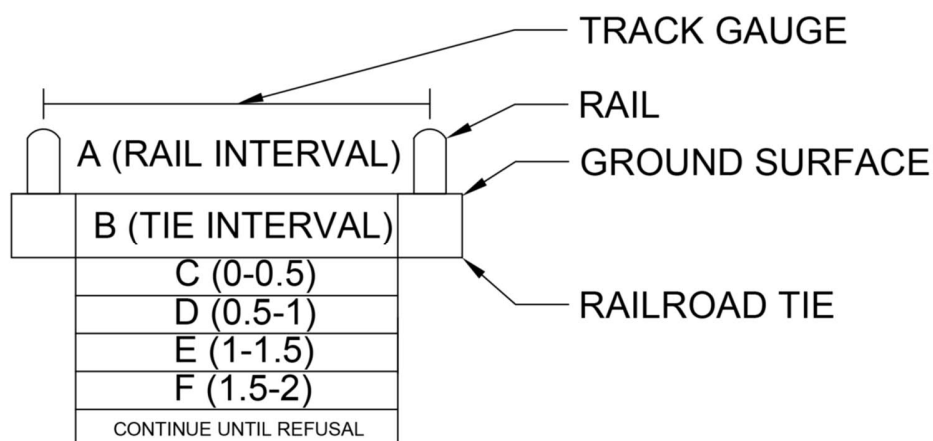 TRACK GAUGE
RAIL
A (RAIL INTERVAL)
GROUND SURFACE
B (TIE INTERVAL)
C (0-0.5)
D (0.5-1)
RAILROAD TIE
E (1-1.5)
F (1.5-2)
CONTINUE UNTIL REFUSAL